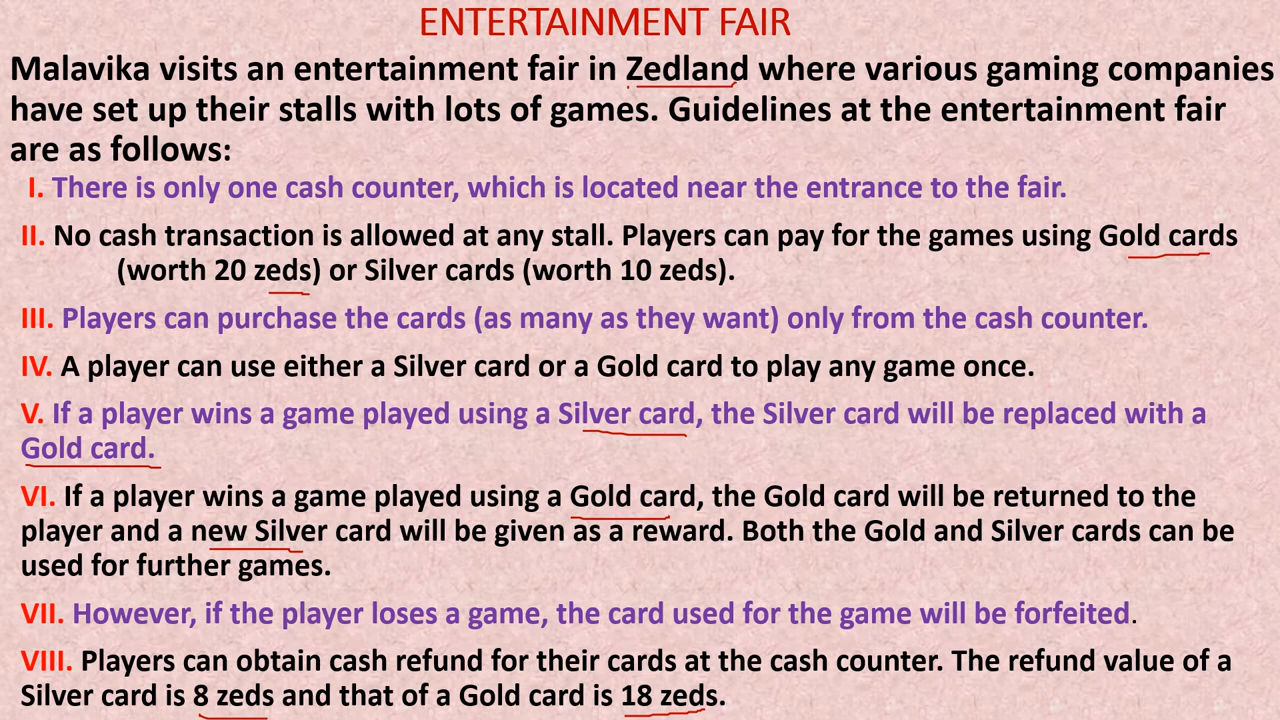 ENTERTAINMENT FAIR
Malavika visits an entertainment fair in Zedland where various gaming companies
have set up their stalls with lots of games. Guidelines at the entertainment fair
are as follows:
I. There is only one cash counter, which is located near the entrance to the fair.
II. No cash transaction is allowed at any stall. Players can pay for the games using Gold cards
(worth 20 zeds) or Silver cards (worth 10 zeds).
III. Players can purchase the cards (as many as they want) only from the cash counter.
IV. A player can use either a Silver card or a Gold card to play any game once.
V. If a player wins a game played using a Silver card, the Silver card will be replaced with a
Gold card.
VI. If a player wins a game played using a Gold card, the Gold card will be returned to the
player and a new Silver card will be given as a reward. Both the Gold and Silver cards can be
used for further games.
VII. However, if the player loses a game, the card used for the game will be forfeited.
VIII. Players can obtain cash refund for their cards at the cash counter. The refund value of a
Silver card is 8 zeds and that of a Gold card is 18 zeds.